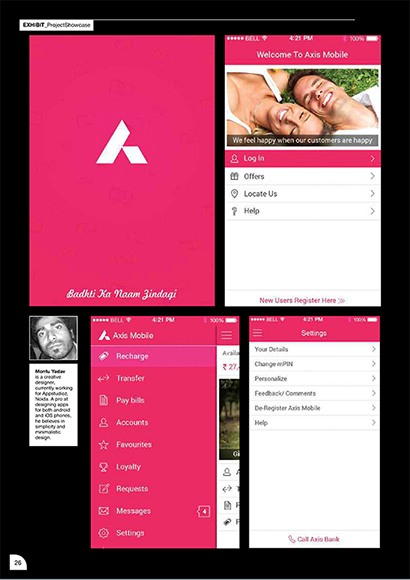 EXHIBIT_ProjectShowcase
Badhti Ka Naam Zindagi
BELL 4:21 PM 100%
Welcome To Axis Mobile
We feel happy when our customers are happy
Log In
Offers
Locate Us
Help
New Users Register Here
Montu Yadav
is a creative
designer,
currently working
for Appstudioz,
Noida. A pro at
designing apps
for both android
and iOS phones,
he believes in
simplicity and
minimalistic
design.
BELL 4:21 PM 100%
Axis Mobile
Recharge
Transfer
Pay bills
Accounts
Favourites
Loyalty
Requests
Messages 4
Settings
Availa
₹ 27,
Gi
A
T
F
F
BELL 4:21 PM 100%
Settings
Your Details
Change mPIN
Personalize
Feedback/ Comments
De-Register Axis Mobile
Help
Call Axis Bank
26